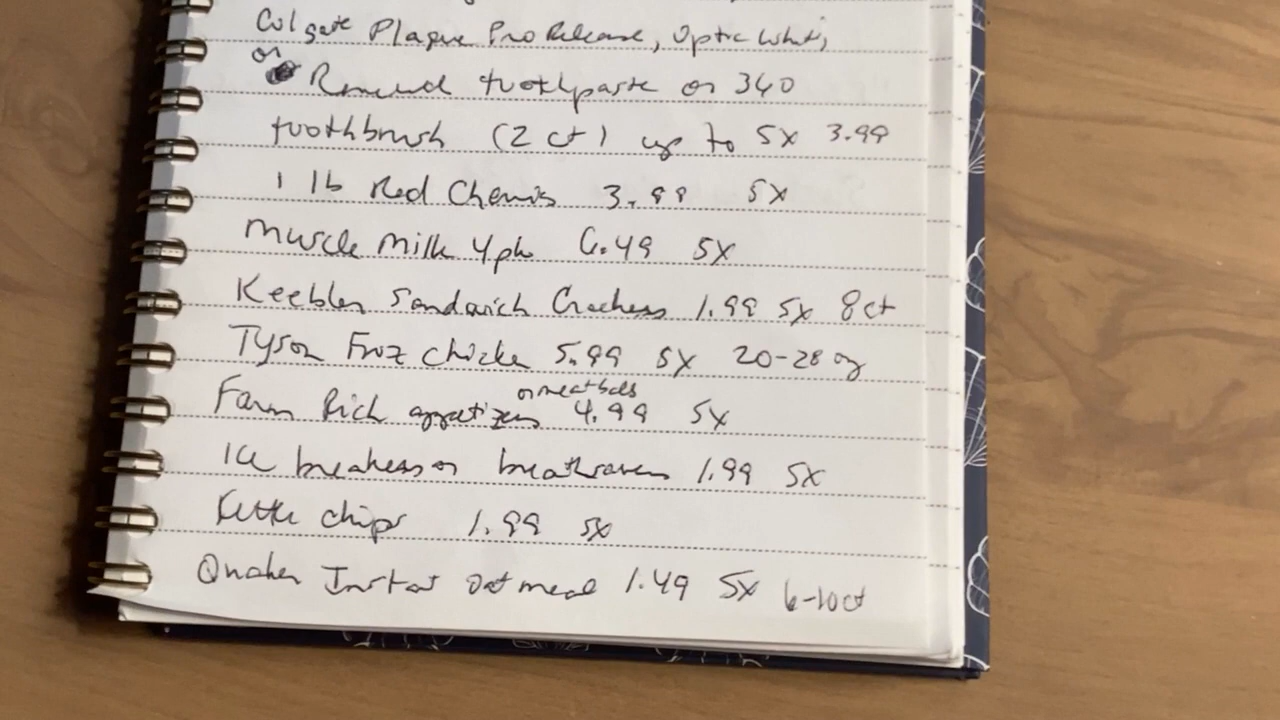 Colgate Plaque Pro Release, Optic White,
or
Renewal toothpaste or 360
toothbrush (2 ct) up to 5x 3.99
1 lb Red Cherries 3.99 5x
Muscle Milk 4pk 6.49 5x
Keebler Sandwich Crackers 1.99 5x 8ct
Tyson Froz chicke 5.99 5x 20-28 oz
or meatballs
Farm Rich appetizers 4.99 5x
Ice breakers or breathsavers 1.99 5x
Kettle chips 1.99 5x
Quaker Instat oatmeal 1.49 5x 6-10ct